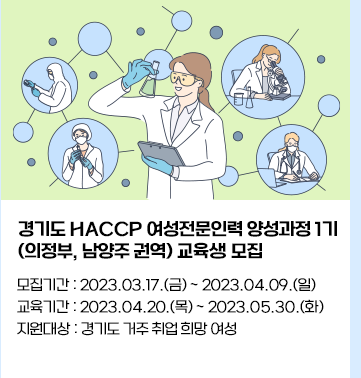 경기도 HACCP 여성전문인력 양성과정 1기
(의정부, 남양주 권역) 교육생 모집
모집기간 : 2023.03.17.(금) ~ 2023.04.09.(일)
교육기간 : 2023.04.20.(목) ~ 2023.05.30.(화)
지원대상 : 경기도 거주 취업 희망 여성